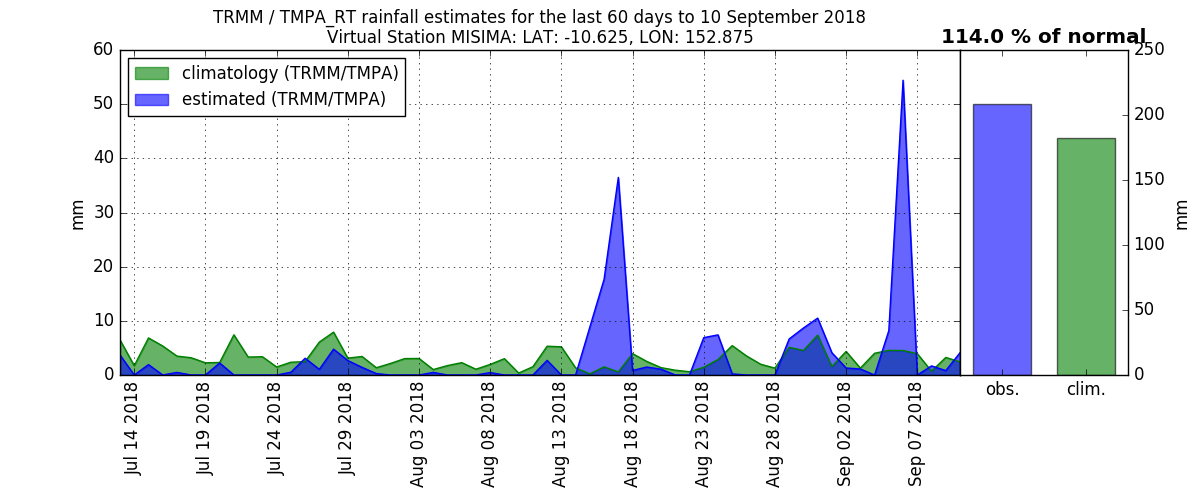 TRMM / TMPA_RT rainfall estimates for the last 60 days to 10 September 2018
Virtual Station MISIMA: LAT: -10.625, LON: 152.875
114.0 % of normal
climatology (TRMM/TMPA)
estimated (TRMM/TMPA)
60
50
40
30
20
10
0
mm
Jul 14 2018
Jul 19 2018
Jul 24 2018
Jul 29 2018
Aug 03 2018
Aug 08 2018
Aug 13 2018
Aug 18 2018
Aug 23 2018
Aug 28 2018
Sep 02 2018
Sep 07 2018
obs.
clim.
250
200
150
100
50
0
mm